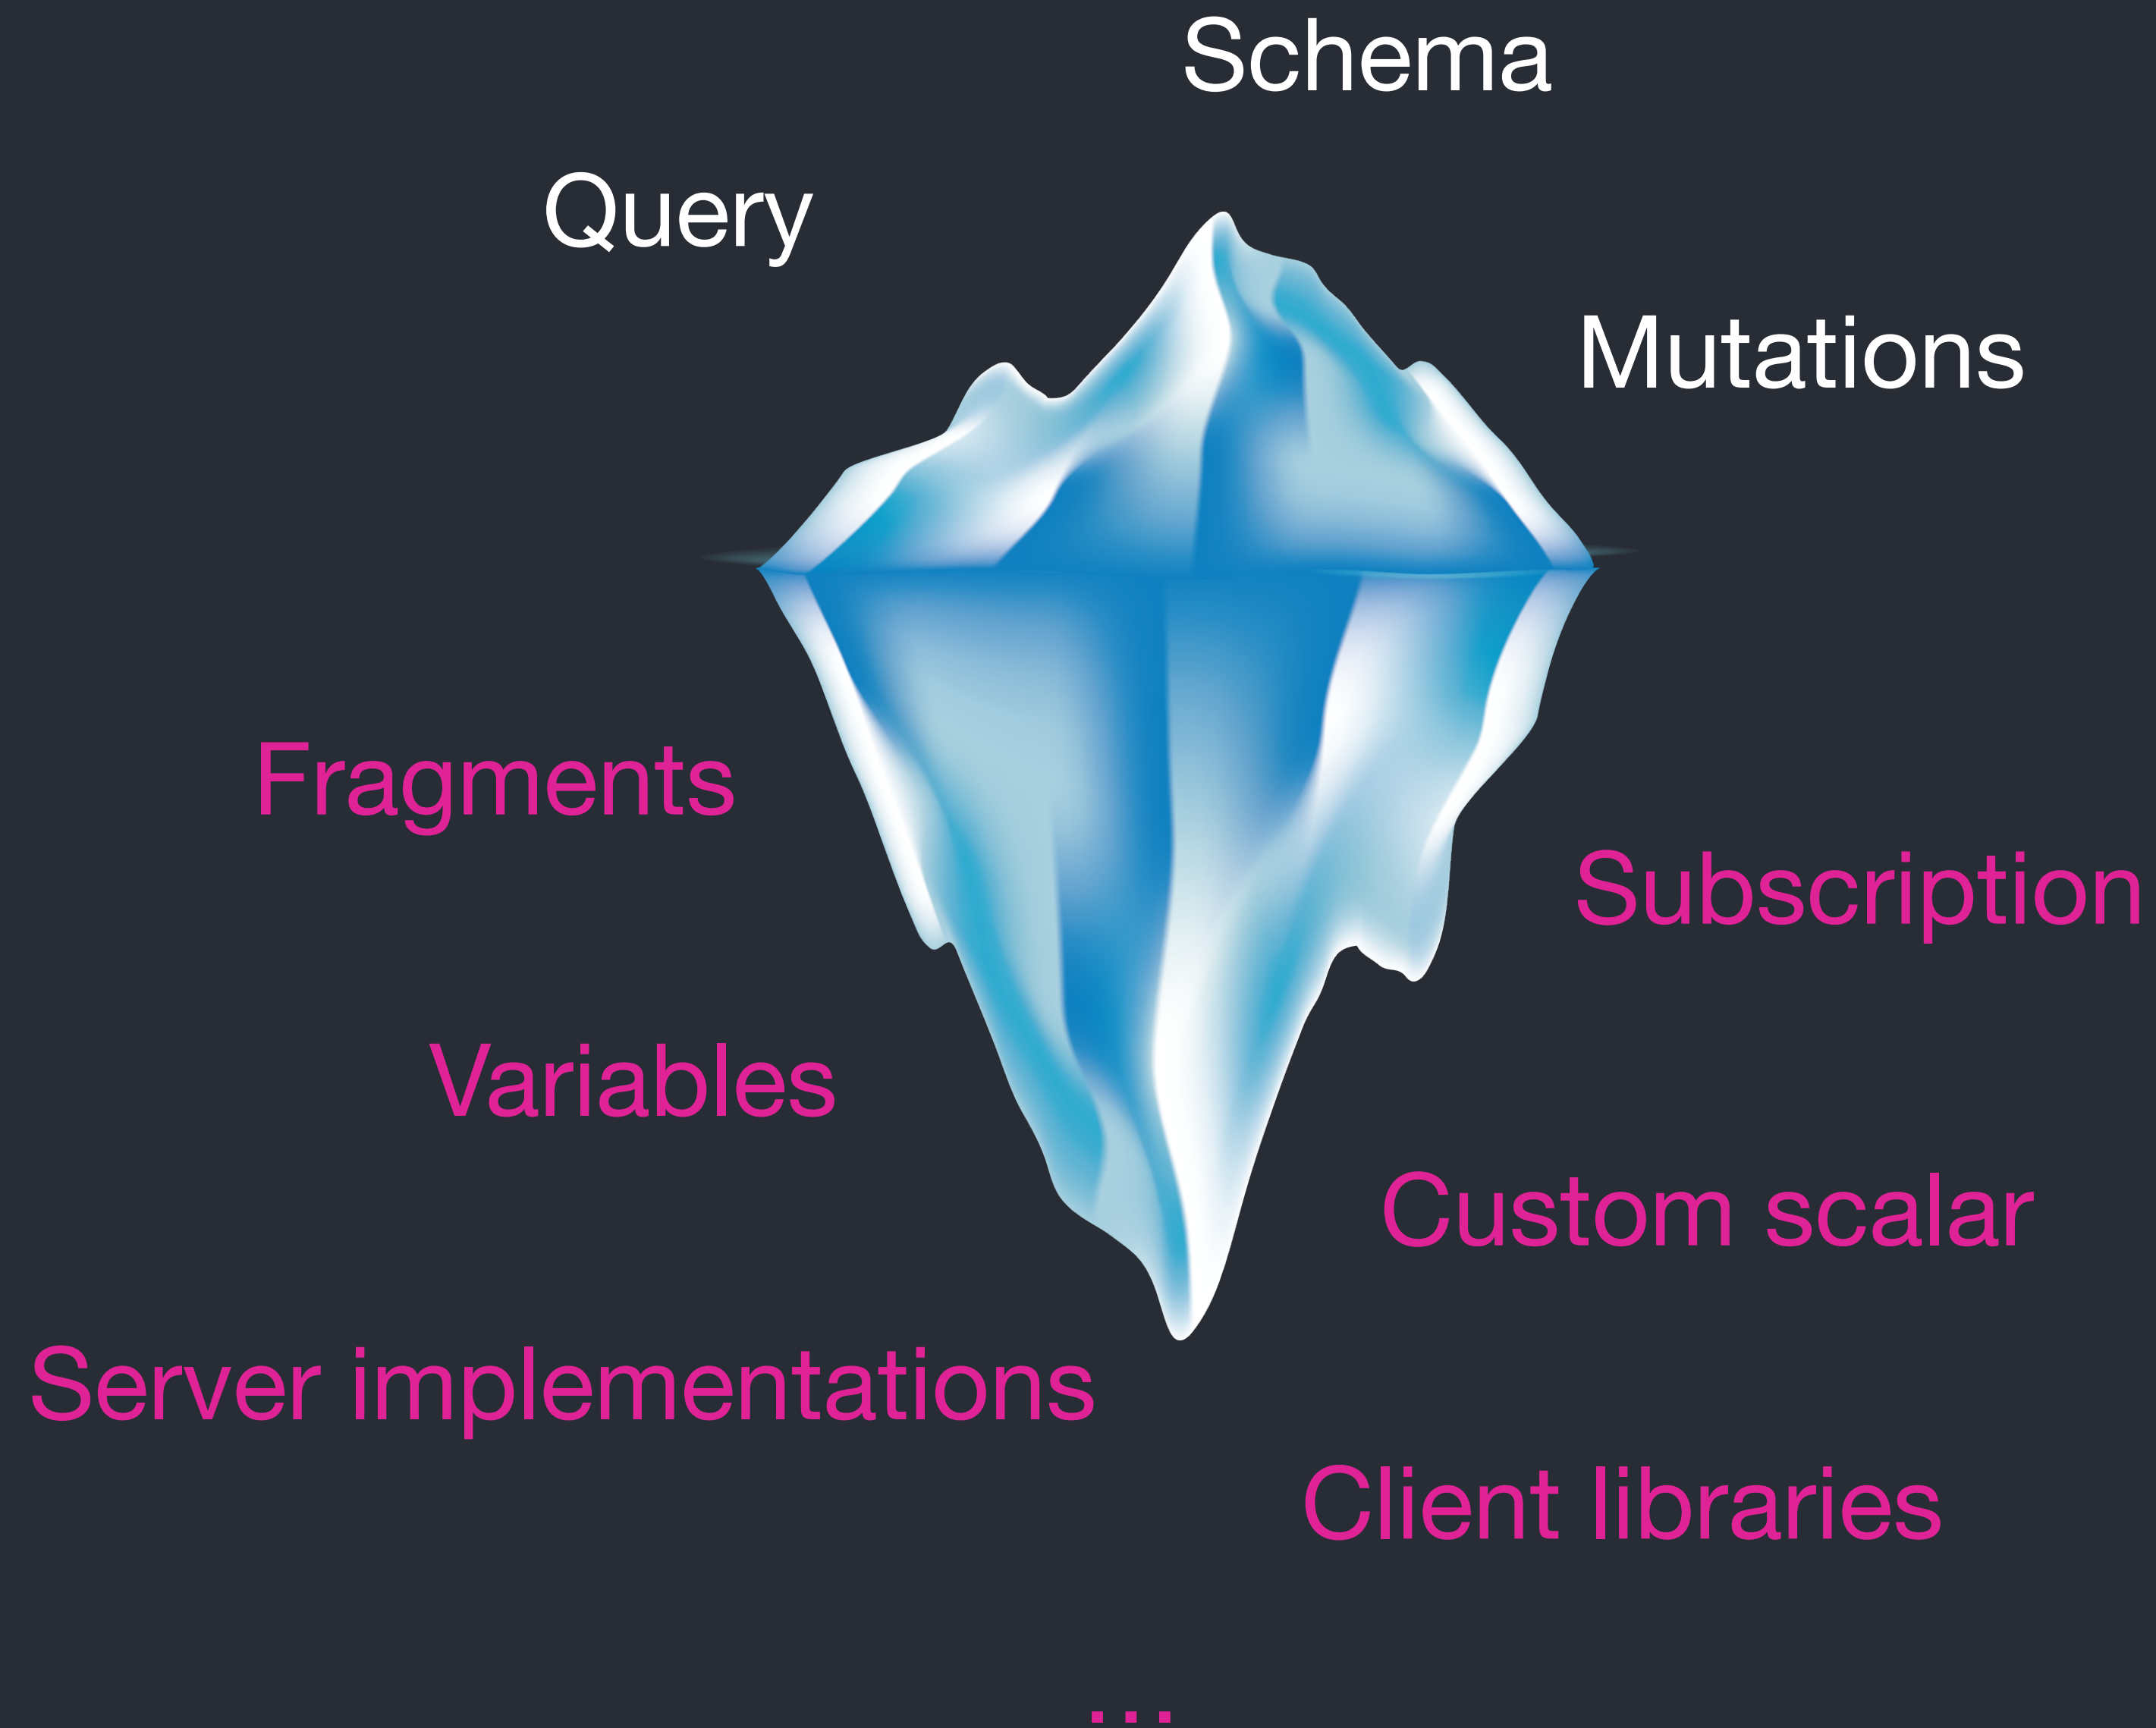 Schema
Query
Mutations
Fragments
Subscription
Variables
Custom scalar
Server implementations
Client libraries
...